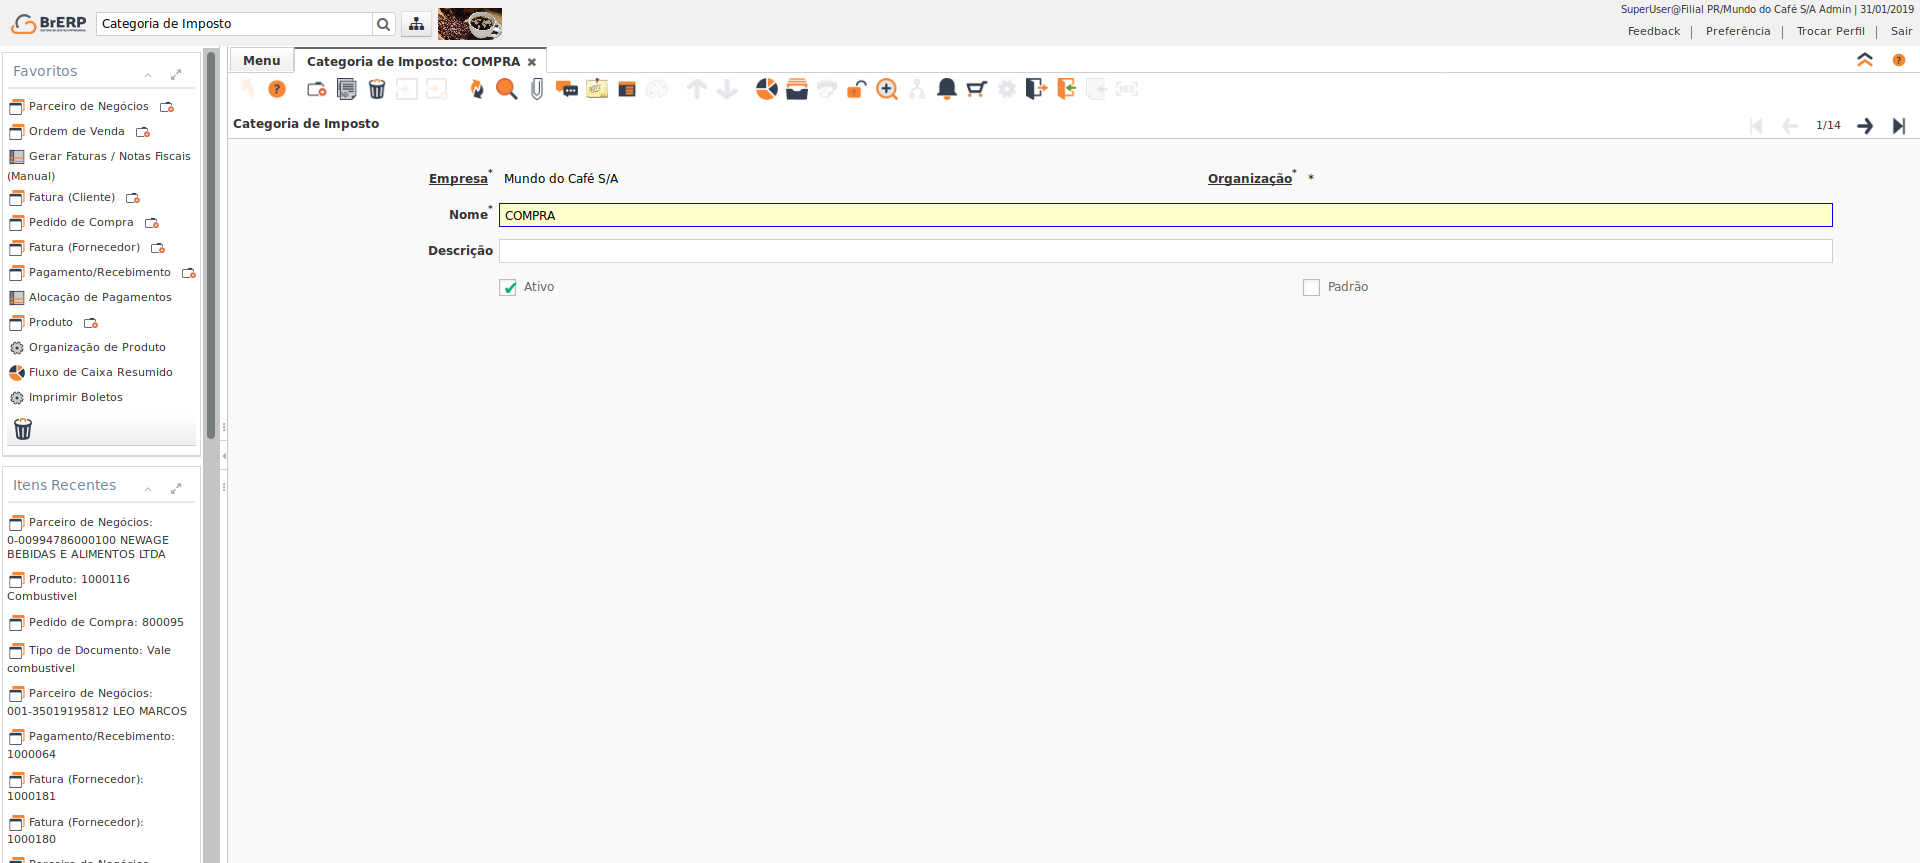 BrERP
Categoria de Imposto
SuperUser@Filial PR/Mundo do Café S/A Admin | 31/01/2019
Feedback | Preferência | Trocar Perfil | Sair
Favoritos
Parceiro de Negócios
Ordem de Venda
Gerar Faturas / Notas Fiscais
(Manual)
Fatura (Cliente)
Pedido de Compra
Fatura (Fornecedor)
Pagamento/Recebimento
Alocação de Pagamentos
Produto
Organização de Produto
Fluxo de Caixa Resumido
Imprimir Boletos
Itens Recentes
Parceiro de Negócios:
0-00994786000100 NEWAGE
BEBIDAS E ALIMENTOS LTDA
Produto: 1000116
Combustivel
Pedido de Compra: 800095
Tipo de Documento: Vale
combustivel
Parceiro de Negócios:
001-35019195812 LEO MARCOS
Pagamento/Recebimento:
1000064
Fatura (Fornecedor):
1000181
Fatura (Fornecedor):
1000180
Menu
Categoria de Imposto: COMPRA
Categoria de Imposto
1/14
Empresa* Mundo do Café S/A
Organização* *
Nome* COMPRA
Descrição
Ativo
Padrão